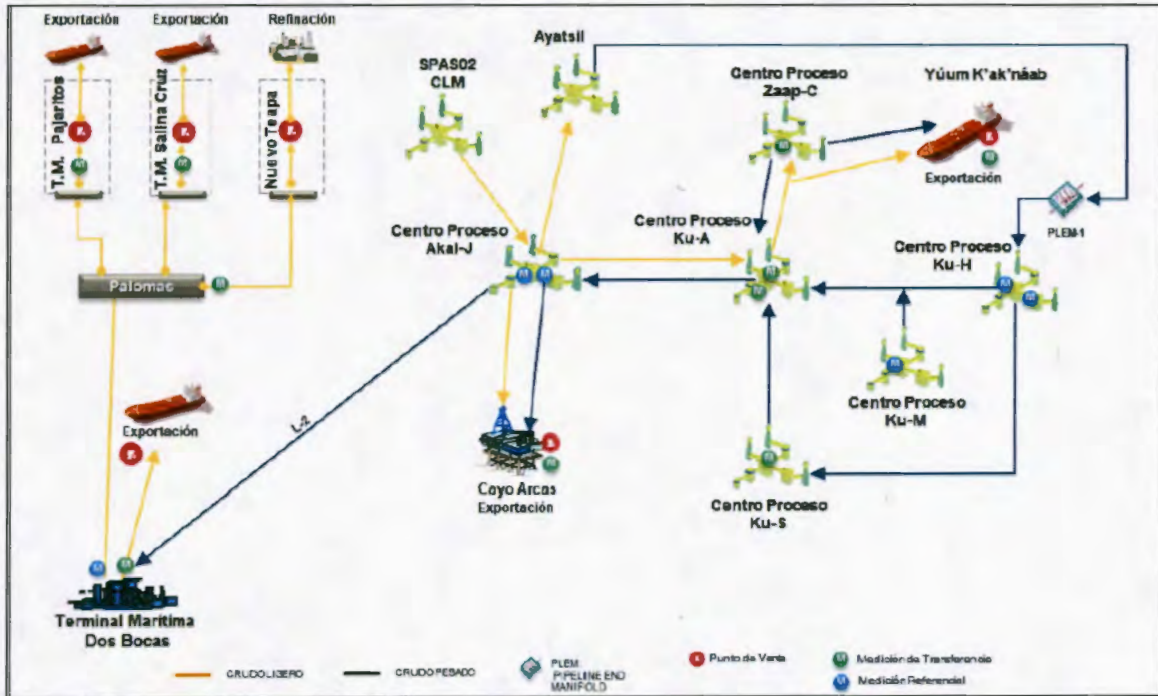 Exportación
Exportación
Refinación
T.M. Pajaritos
T.M. Salina Cruz
Nuevo Teapa
Palomas
Exportación
Terminal Marítima
Dos Bocas
L-2
SPAS02
CLM
Ayatsil
Centro Proceso
Akal-J
Cayo Arcas
Exportación
Centro Proceso
Zaap-C
Centro Proceso
Ku-A
Centro Proceso
Ku-S
Centro Proceso
Ku-M
Centro Proceso
Ku-H
Yúum K'ak'náab
Exportación
PLEM-1
CRUDO LIGERO
CRUDO PESADO
PLEM:
PIPELINE END
MANIFOLD
Punto de Venta
M Medición de Transferencia
M Medición Referencial